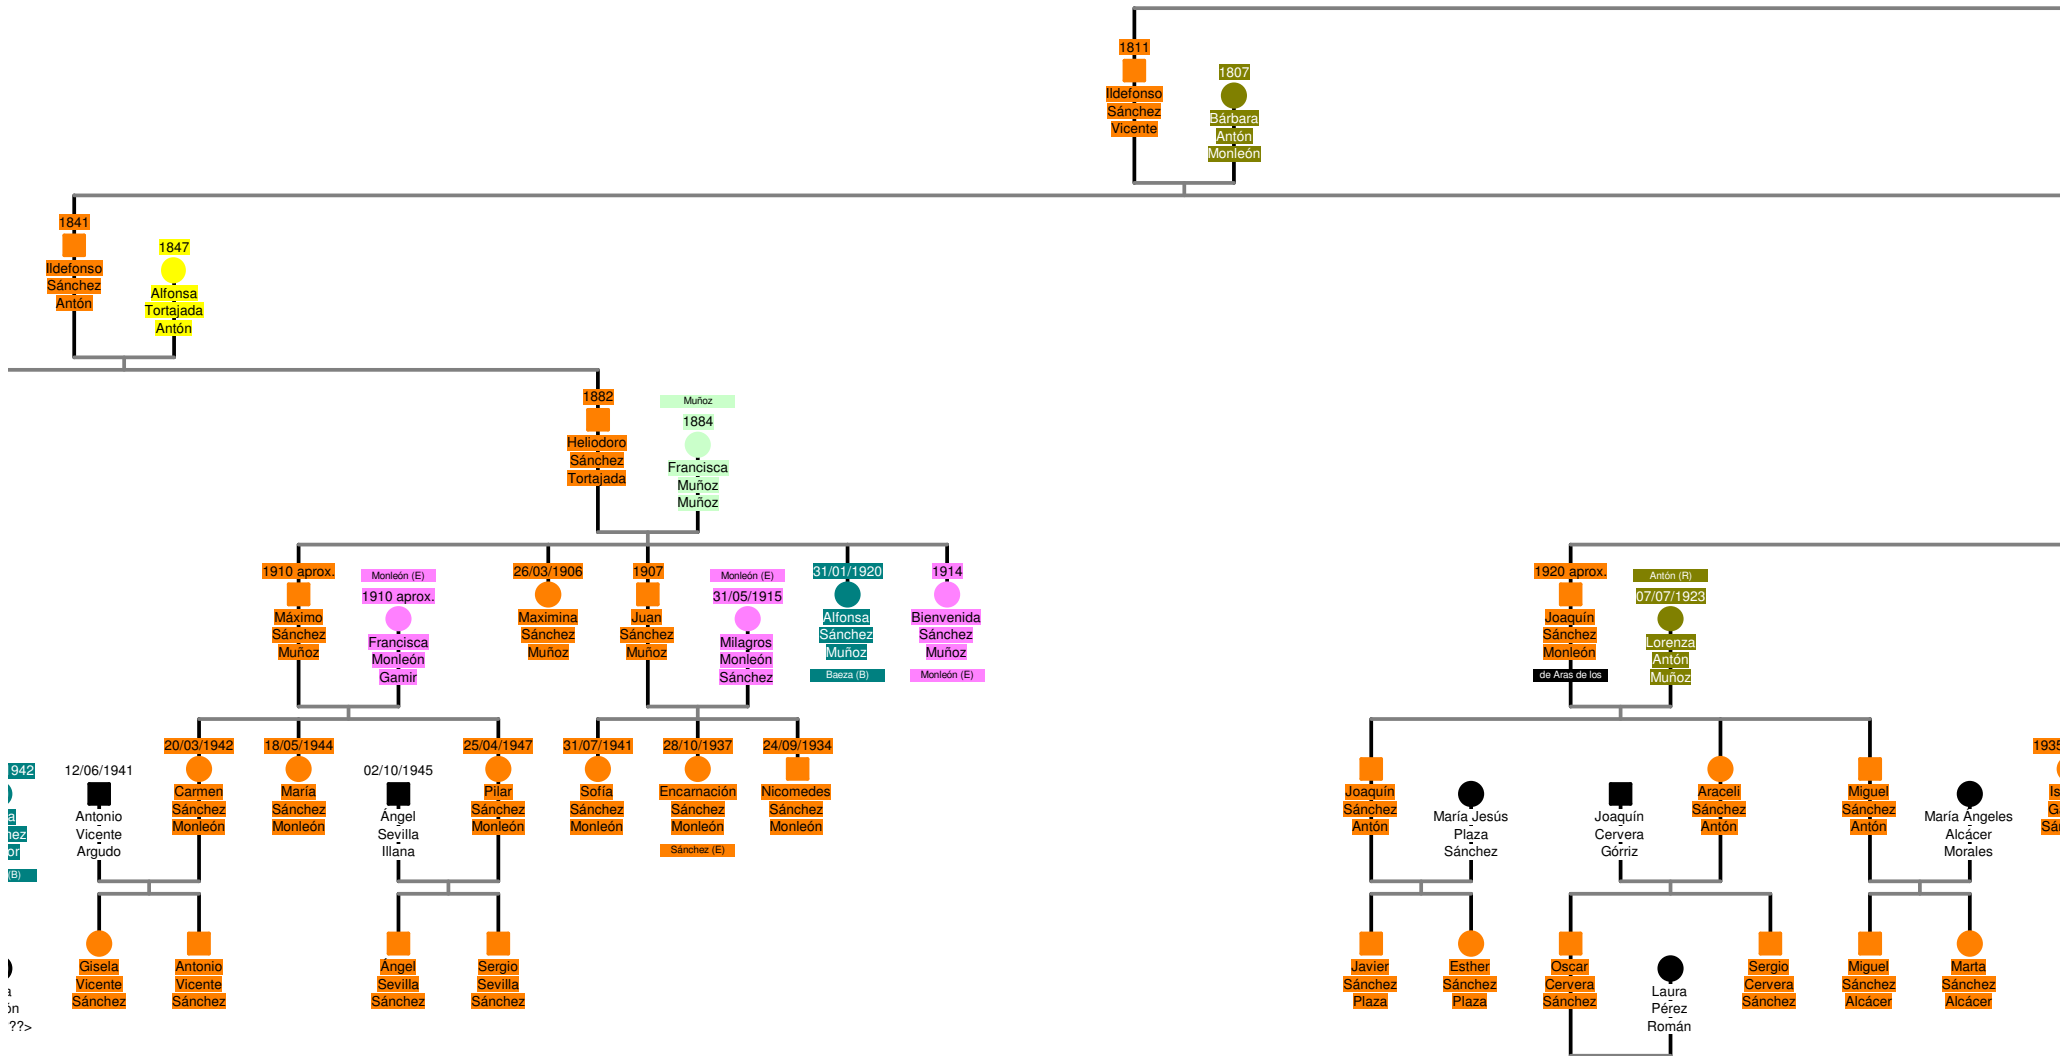 1811
Ildefonso
Sánchez
Vicente
1807
Bárbara
Antón
Monleón
1841
Ildefonso
Sánchez
Antón
1847
Alfonsa
Tortajada
Antón
1882
Heliodoro
Sánchez
Tortajada
Muñoz
1884
Francisca
Muñoz
Muñoz
1910 aprox.
Máximo
Sánchez
Muñoz
Monleón (E)
1910 aprox.
Francisca
Monleón
Gamir
26/03/1906
Maximina
Sánchez
Muñoz
1907
Juan
Sánchez
Muñoz
Monleón (E)
31/05/1915
Milagros
Monleón
Sánchez
31/01/1920
Alfonsa
Sánchez
Muñoz
Baeza (B)
1914
Bienvenida
Sánchez
Muñoz
Monleón (E)
1920 aprox.
Joaquín
Sánchez
Monleón
de Aras de los
Antón (R)
07/07/1923
Lorenza
Antón
Muñoz
942
a
nez
or
(B)
12/06/1941
Antonio
Vicente
Argudo
20/03/1942
Carmen
Sánchez
Monleón
18/05/1944
María
Sánchez
Monleón
02/10/1945
Ángel
Sevilla
Illana
25/04/1947
Pilar
Sánchez
Monleón
31/07/1941
Sofía
Sánchez
Monleón
28/10/1937
Encarnación
Sánchez
Monleón
Sánchez (E)
24/09/1934
Nicomedes
Sánchez
Monleón
Joaquín
Sánchez
Antón
María Jesús
Plaza
Sánchez
Joaquín
Cervera
Górriz
Araceli
Sánchez
Antón
Miguel
Sánchez
Antón
María Ángeles
Alcácer
Morales
1935
Is
Ga
Sán
a
ón
??>
Gisela
Vicente
Sánchez
Antonio
Vicente
Sánchez
Ángel
Sevilla
Sánchez
Sergio
Sevilla
Sánchez
Javier
Sánchez
Plaza
Esther
Sánchez
Plaza
Oscar
Cervera
Sánchez
Laura
Pérez
Román
Sergio
Cervera
Sánchez
Miguel
Sánchez
Alcácer
Marta
Sánchez
Alcácer